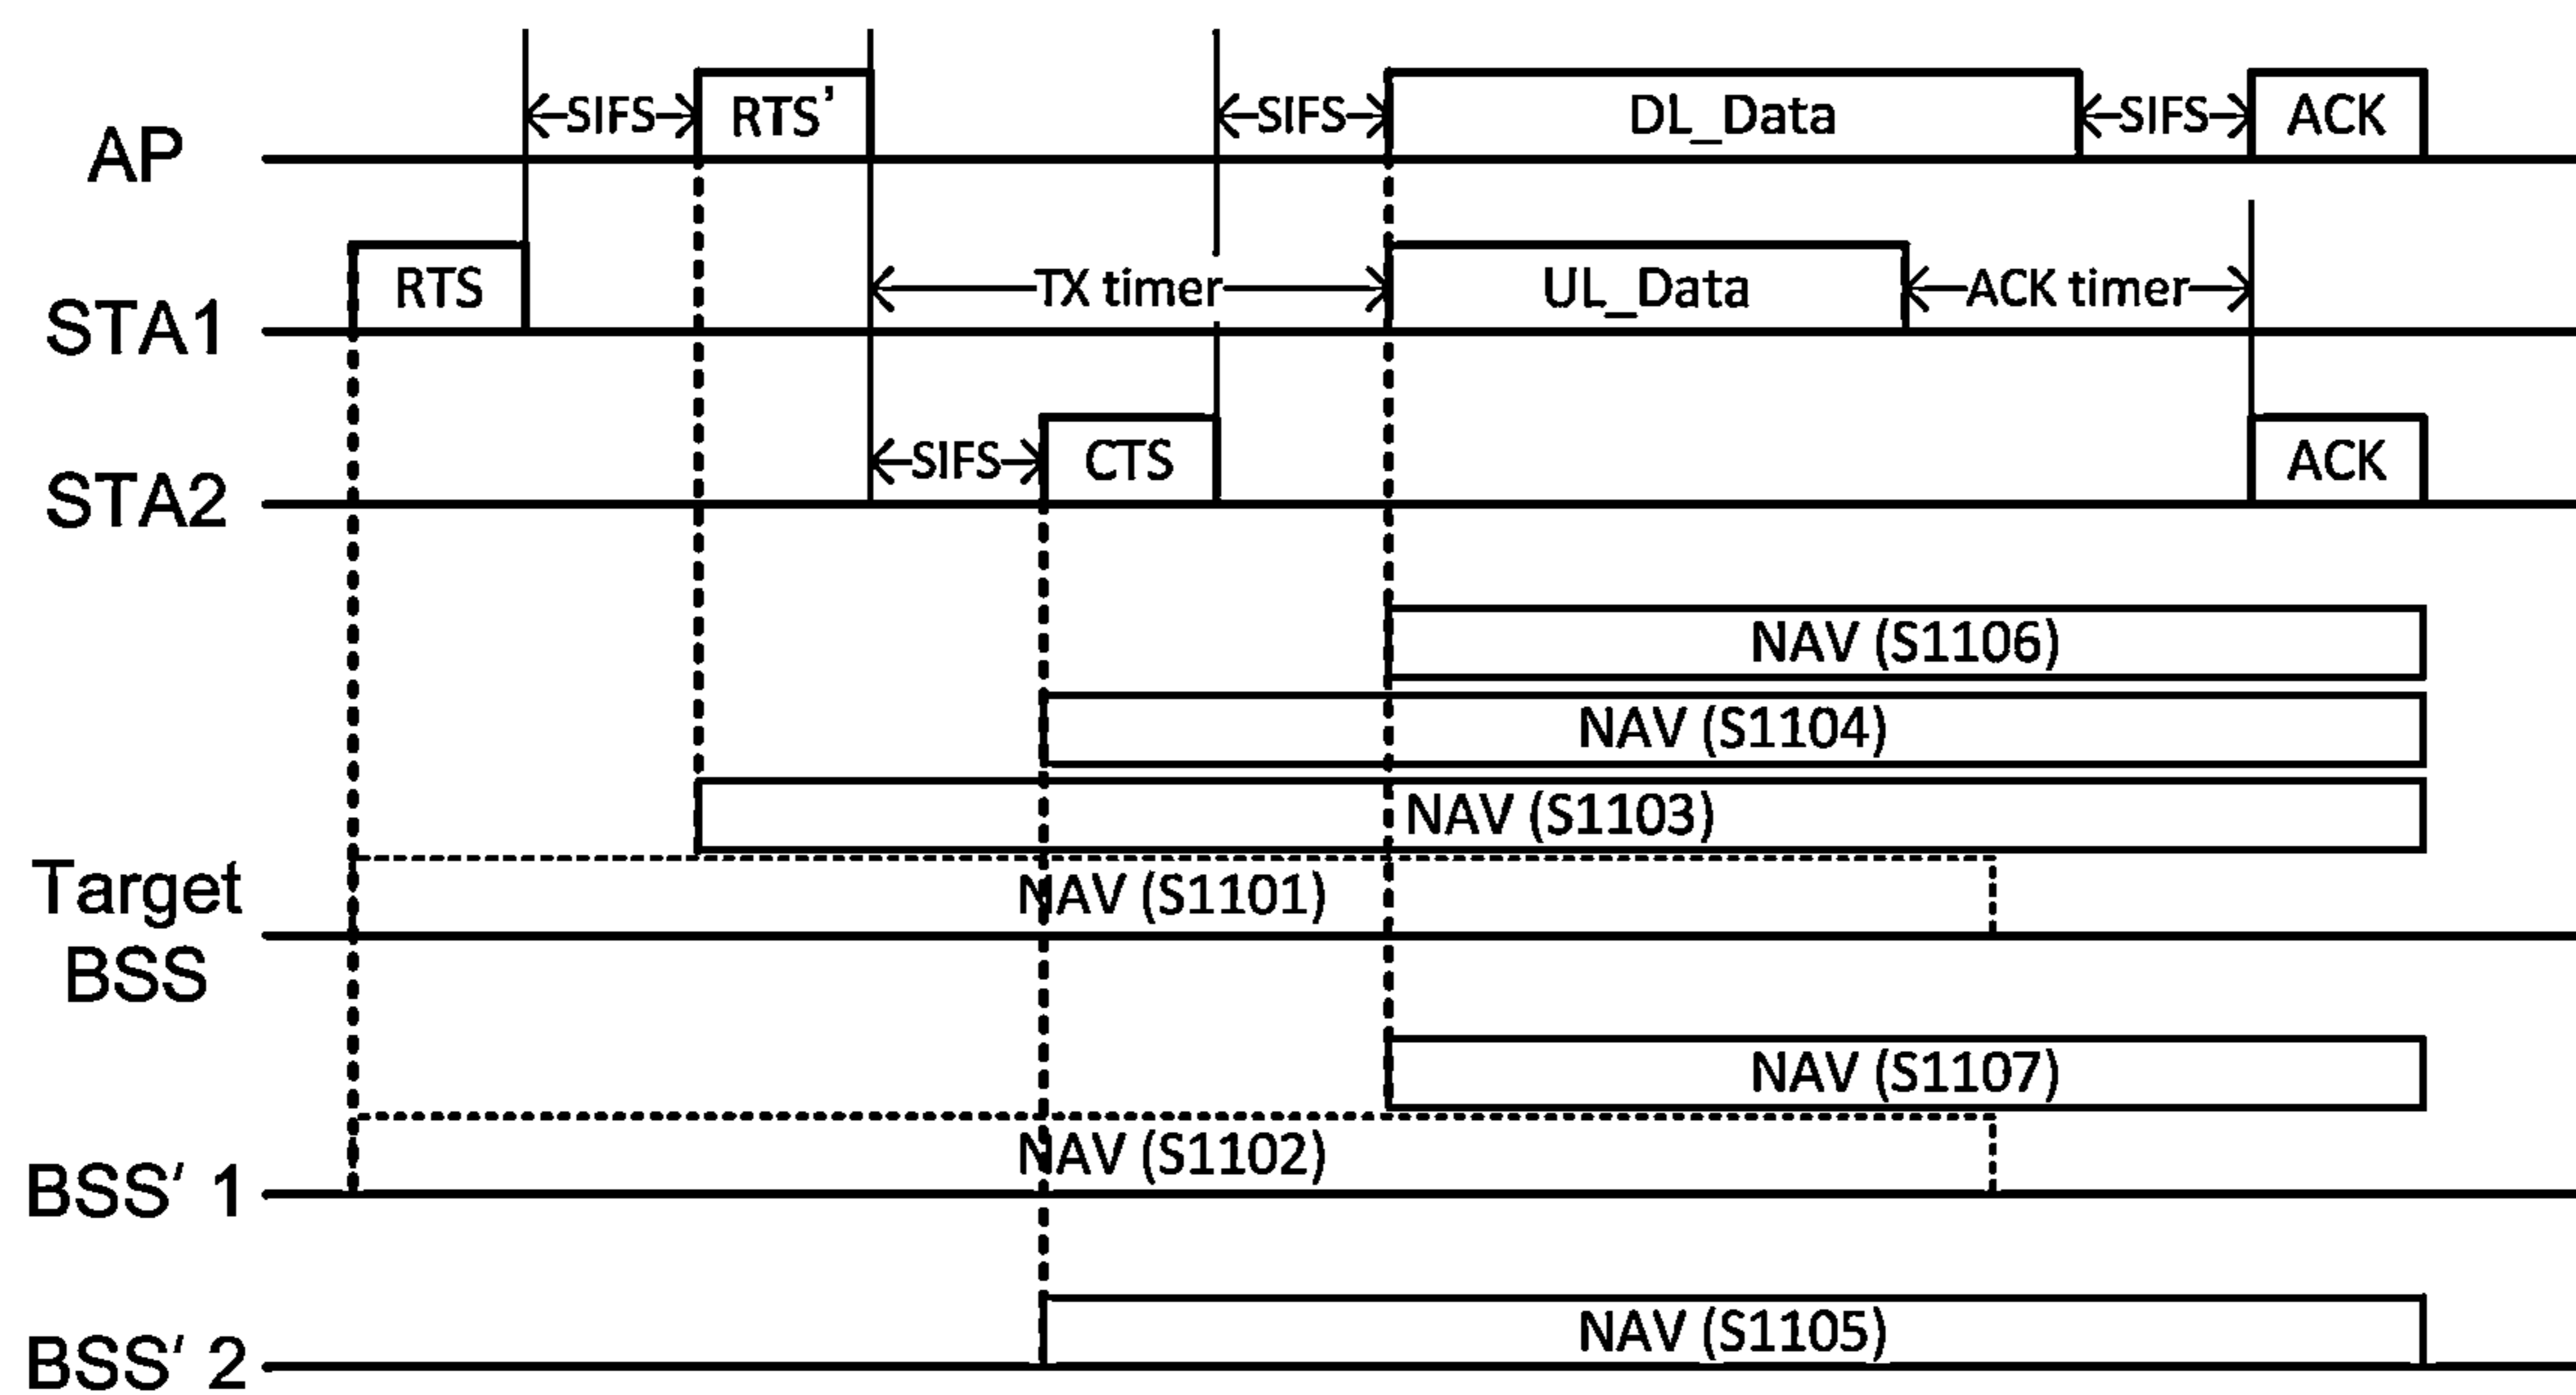 SIFS RTS’ SIFS DL_Data SIFS ACK
AP
RTS TX timer UL_Data ACK timer
STA1
SIFS CTS ACK
STA2
NAV (S1106)
NAV (S1104)
NAV (S1103)
Target
BSS
NAV (S1101)
NAV (S1107)
BSS' 1
NAV (S1102)
BSS' 2
NAV (S1105)